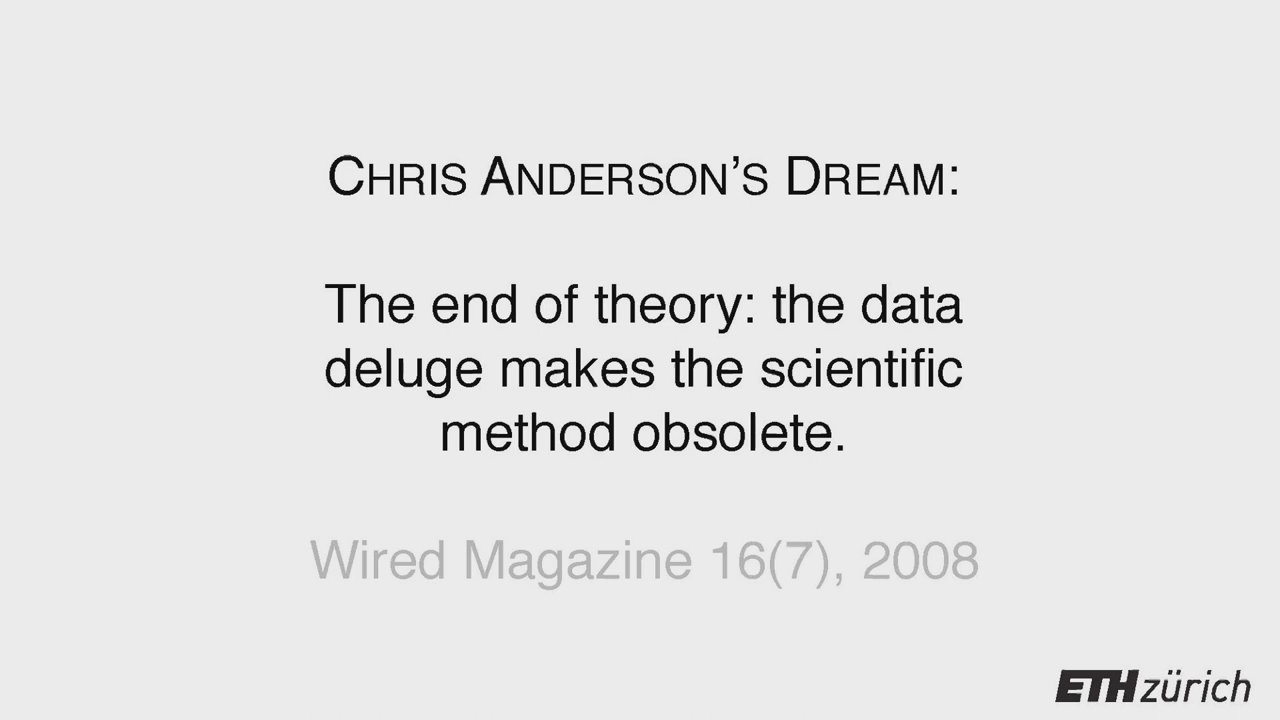 CHRIS ANDERSON'S DREAM:
The end of theory: the data
deluge makes the scientific
method obsolete.
Wired Magazine 16(7), 2008
ETH zürich